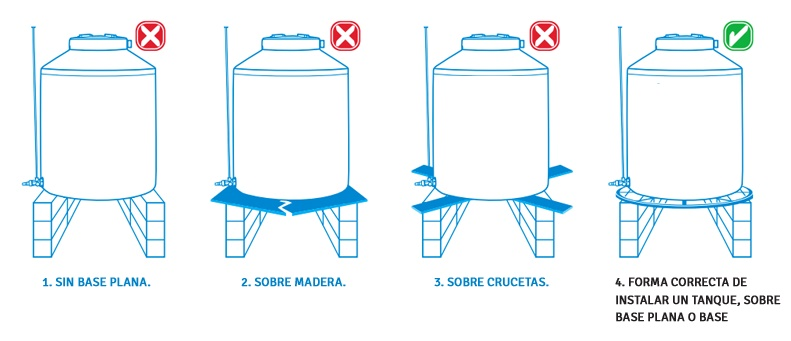 1. SIN BASE PLANA.
2. SOBRE MADERA.
3. SOBRE CRUCETAS.
4. FORMA CORRECTA DE
INSTALAR UN TANQUE, SOBRE
BASE PLANA O BASE